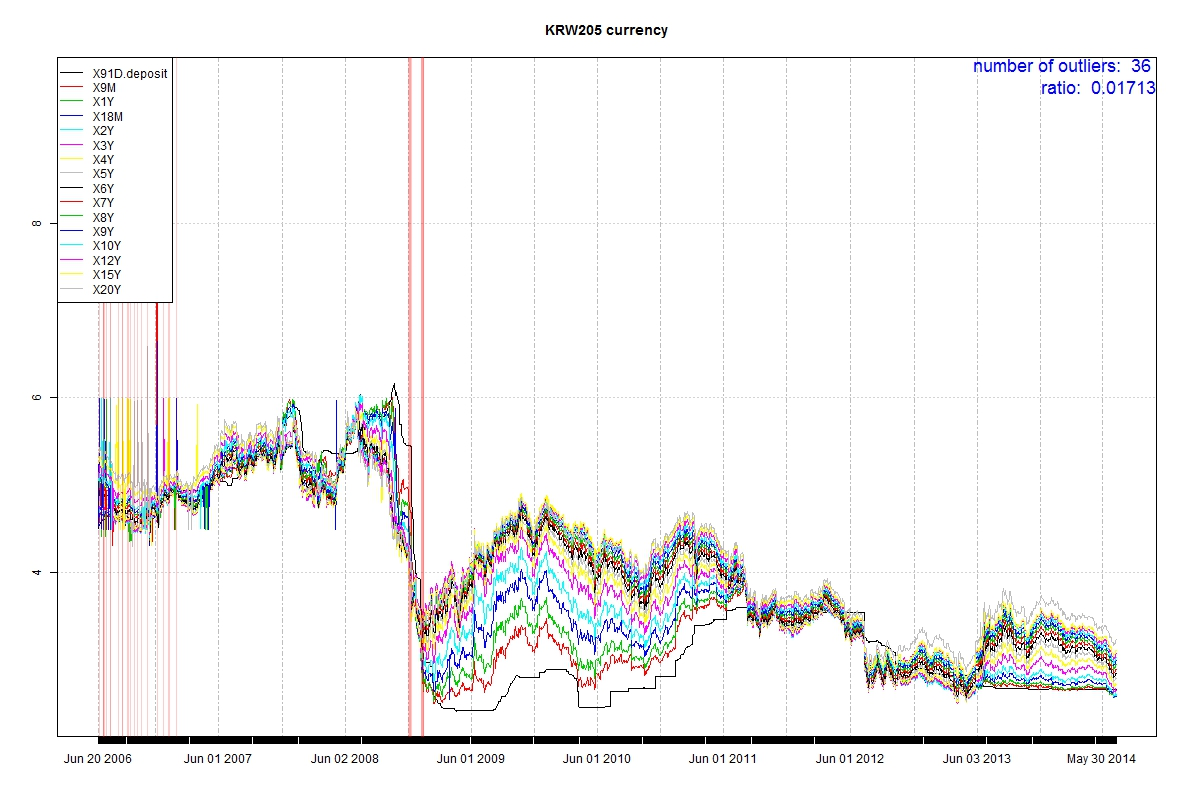 KRW205 currency
number of outliers: 36
ratio: 0.01713
X91D.deposit
X9M
X1Y
X18M
X2Y
X3Y
X4Y
X5Y
X6Y
X7Y
X8Y
X9Y
X10Y
X12Y
X15Y
X20Y
8
6
4
Jun 20 2006 Jun 01 2007 Jun 02 2008 Jun 01 2009 Jun 01 2010 Jun 01 2011 Jun 01 2012 Jun 03 2013 May 30 2014